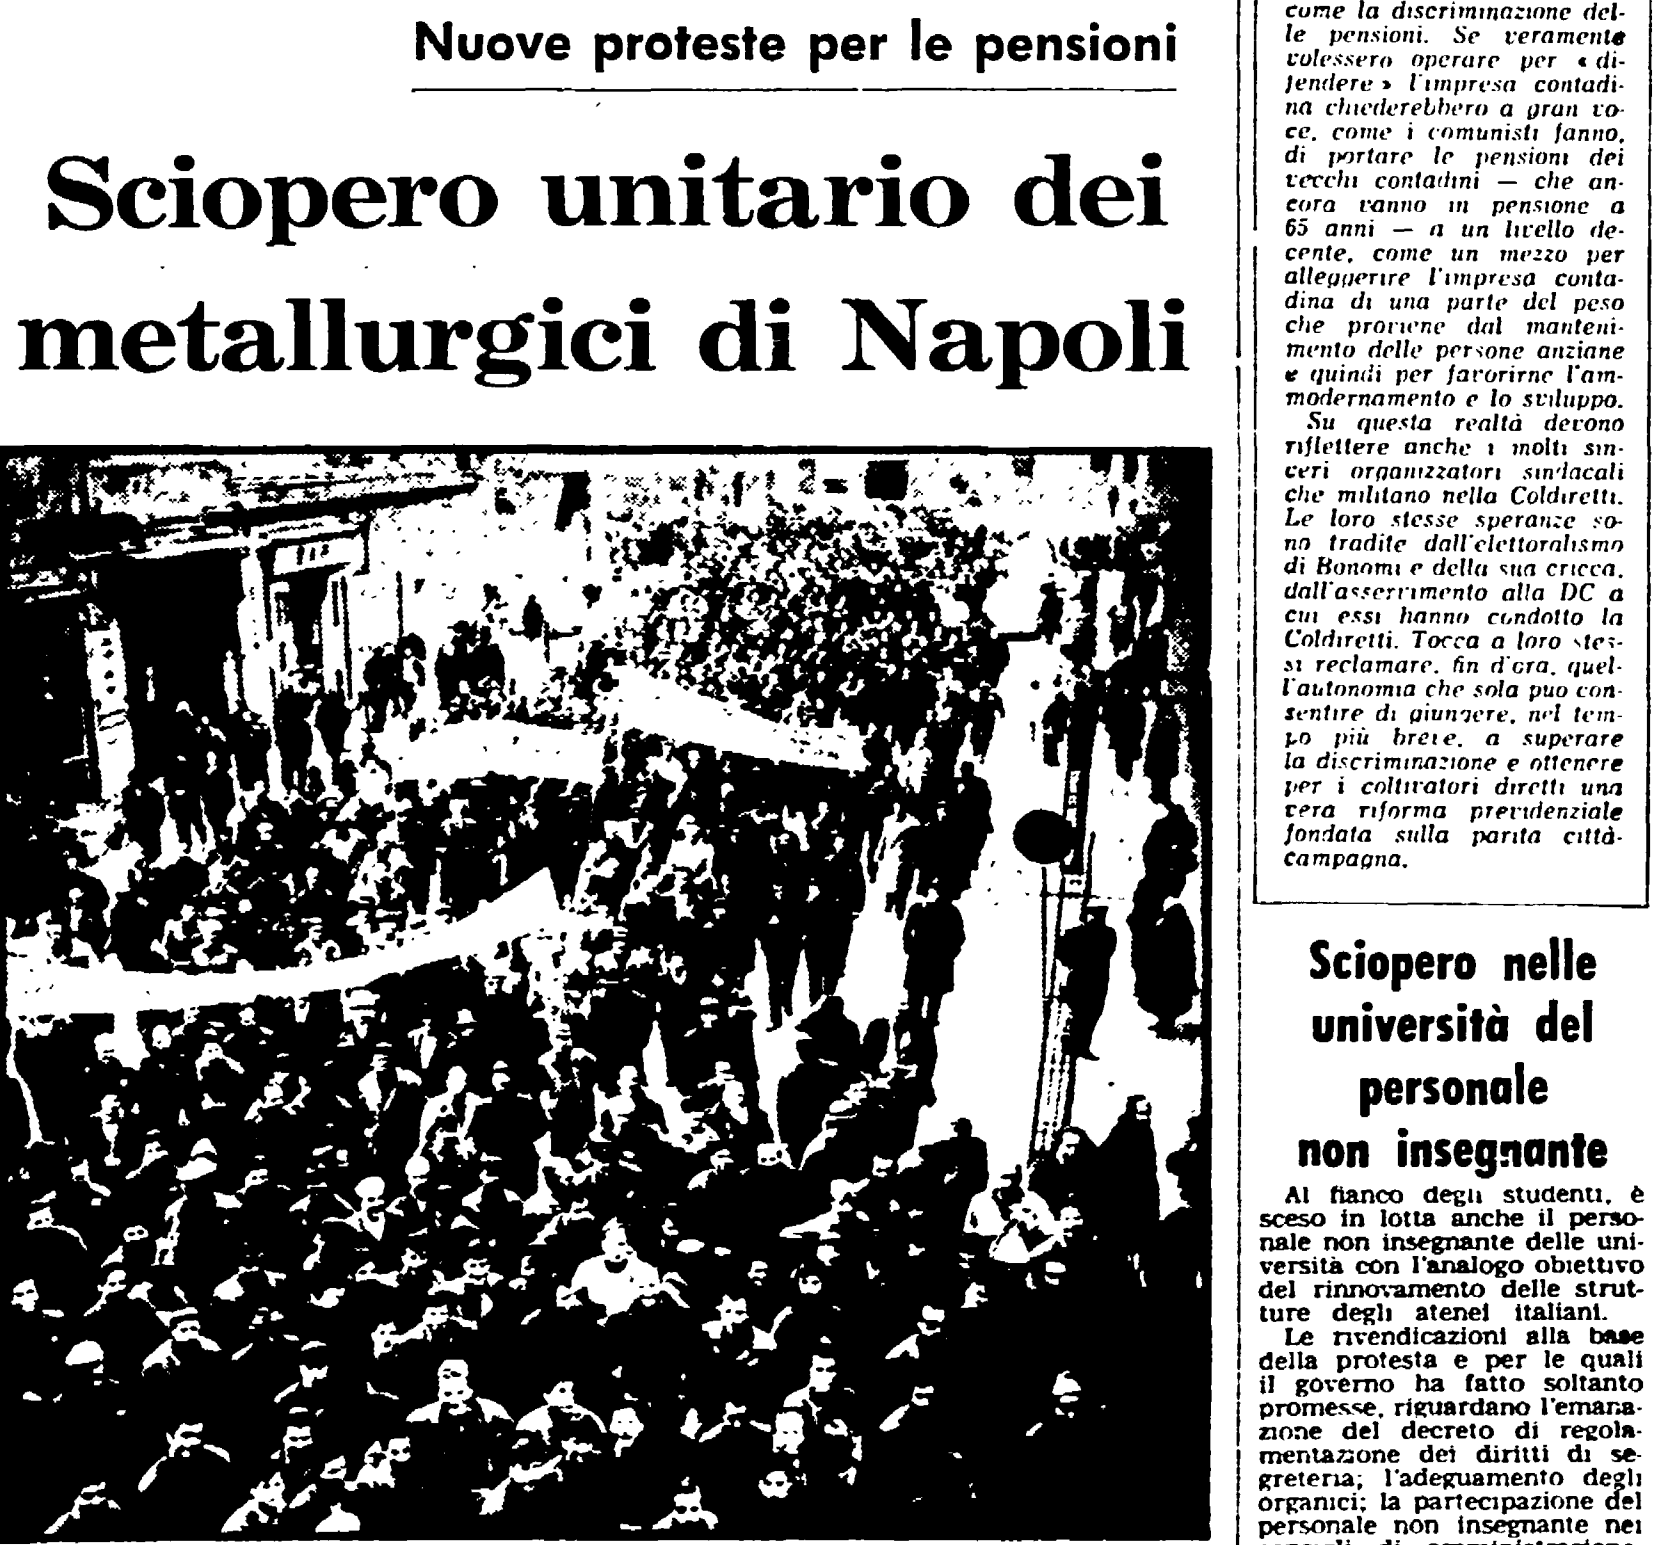 Nuove proteste per le pensioni
Sciopero unitario dei
metallurgici di Napoli
come la discriminazione del-
le pensioni. Se veramente
volessero operare per « di-
fendere » l'impresa contadi-
na chiederebbero a gran vo-
ce, come i comunisti fanno,
di portare le pensioni dei
vecchi contadini — che an-
cora vanno in pensione a
65 anni — a un livello de-
cente, come un mezzo per
alleggerire l'impresa conta-
dina di una parte del peso
che proviene dal manteni-
mento delle persone anziane
e quindi per favorirne l'am-
modernamento e lo sviluppo.
Su questa realtà devono
riflettere anche i molti sin-
ceri organizzatori sindacali
che militano nella Coldiretti.
Le loro stesse speranze so-
no tradite dall'elettoralismo
di Bonomi e della sua cricca,
dall'asservimento alla DC a
cui essi hanno condotto la
Coldiretti. Tocca a loro stes-
si reclamare, fin d'ora, quel-
l'autonomia che sola può con-
sentire di giungere, nel tem-
po più breve, a superare
la discriminazione e ottenere
per i coltivatori diretti una
vera riforma previdenziale
fondata sulla parità città-
campagna.
Sciopero nelle
università del
personale
non insegnante
Al fianco degli studenti, è
sceso in lotta anche il perso-
nale non insegnante delle uni-
versità con l'analogo obiettivo
del rinnovamento delle strut-
ture degli atenei italiani.
Le rivendicazioni alla base
della protesta e per le quali
il governo ha fatto soltanto
promesse, riguardano l'emana-
zione del decreto di regola-
mentazione dei diritti di se-
greteria; l'adeguamento degli
organici; la partecipazione del
personale non insegnante nei